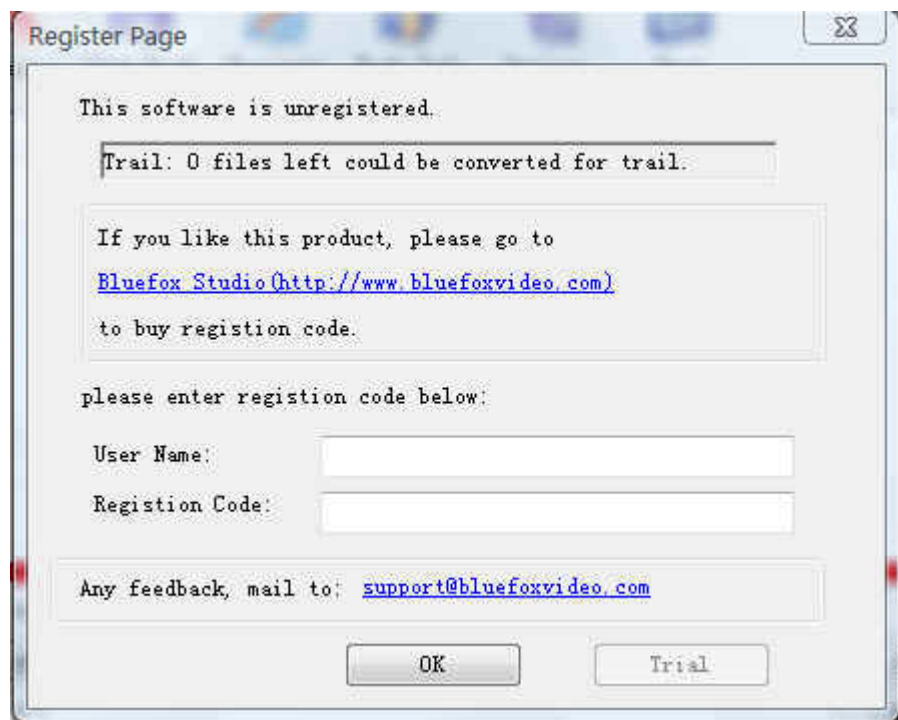 Register Page
This software is unregistered.
Trail: 0 files left could be converted for trail.
If you like this product, please go to
Bluefox Studio(http://www.bluefoxvideo.com)
to buy registion code.
please enter registion code below:
User Name:
Registion Code:
Any feedback, mail to: support@bluefoxvideo.com
OK Trial